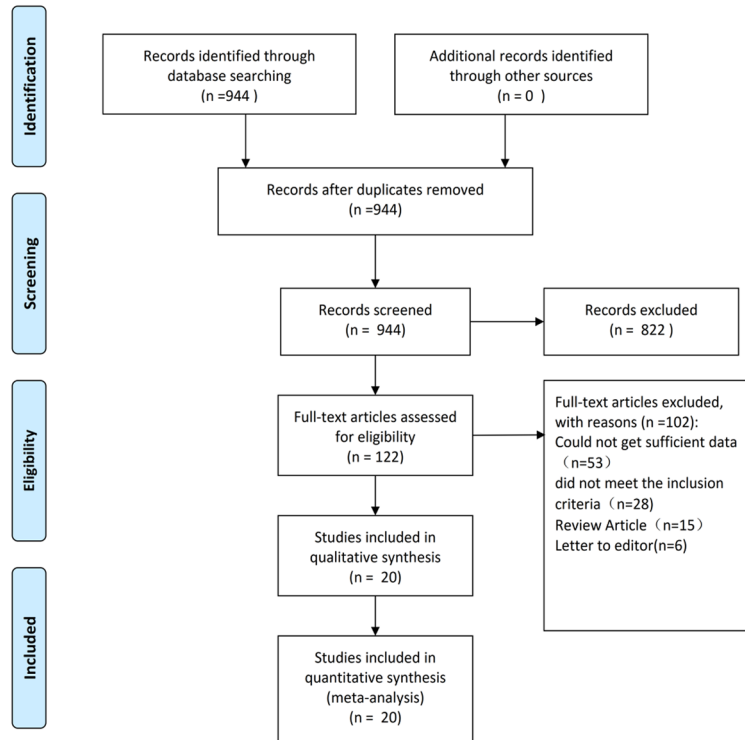 Identification
Records identified through
database searching
(n =944 )
Additional records identified
through other sources
(n = 0 )
Records after duplicates removed
(n =944)
Screening
Records screened
(n = 944)
Records excluded
(n = 822 )
Eligibility
Full-text articles assessed
for eligibility
(n = 122)
Full-text articles excluded,
with reasons (n =102):
Could not get sufficient data
（n=53）
did not meet the inclusion
criteria（n=28)
Review Article（n=15）
Letter to editor(n=6)
Studies included in
qualitative synthesis
(n = 20)
Included
Studies included in
quantitative synthesis
(meta-analysis)
(n = 20)